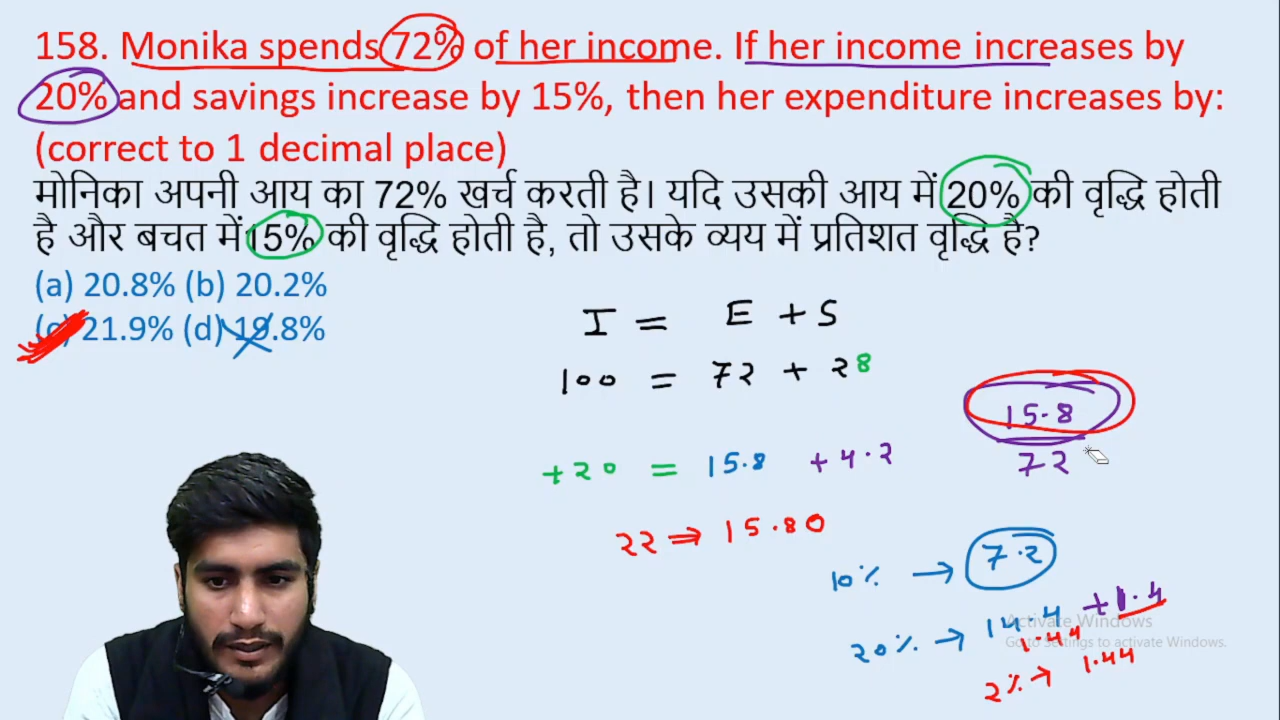 158. Monika spends 72% of her income. If her income increases by
20% and savings increase by 15%, then her expenditure increases by:
(correct to 1 decimal place)
मोनिका अपनी आय का 72% खर्च करती है। यदि उसकी आय में 20% की वृद्धि होती
है और बचत में 15% की वृद्धि होती है, तो उसके व्यय में प्रतिशत वृद्धि है?
(a) 20.8% (b) 20.2%
(c) 21.9% (d) 19.8%
I = E + S
100 = 72 + 28
15.8
72
+20 = 15.8 + 4.2
22 ⇒ 15.80
10% → 7.2
20% → 14.4 + 1.4
1.44
2% → 1.44
Activate Windows
Go to Settings to activate Windows.